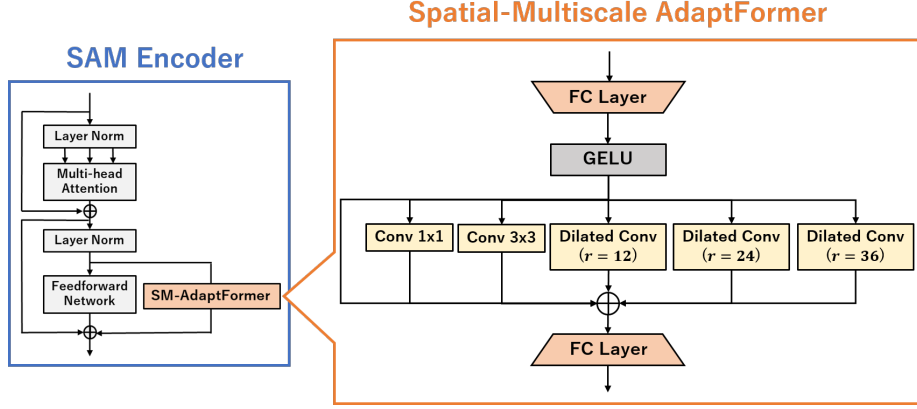 Spatial-Multiscale AdaptFormer
SAM Encoder
Layer Norm
Multi-head
Attention
Layer Norm
Feedforward
Network
SM-AdaptFormer
FC Layer
GELU
Conv 1x1
Conv 3x3
Dilated Conv
(r = 12)
Dilated Conv
(r = 24)
Dilated Conv
(r = 36)
FC Layer